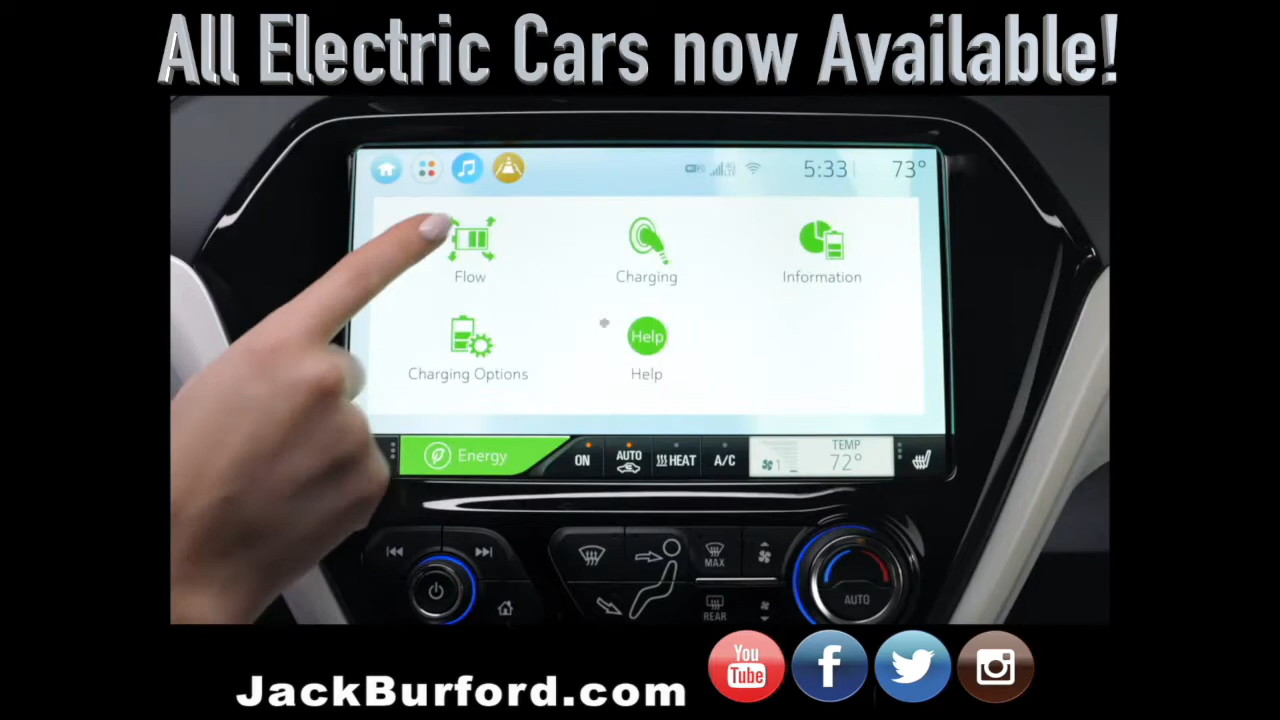 All Electric Cars now Available!
5:33 73°
Flow Charging Information
Help
Charging Options Help
Energy ON AUTO HEAT A/C 1 TEMP 72°
MAX
REAR
AUTO
JackBurford.com
You Tube f